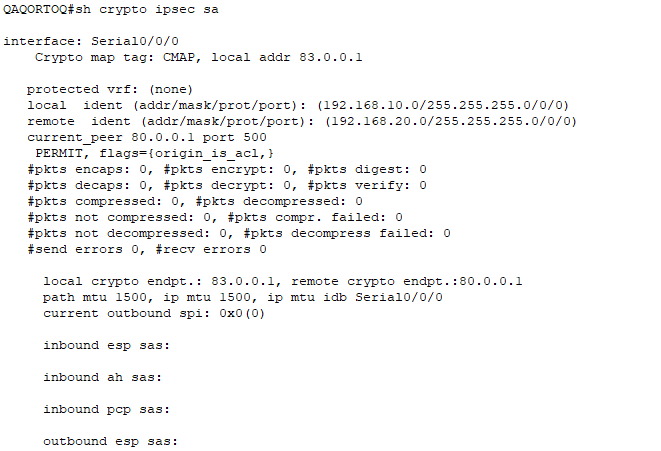 QAQORTOQ#sh crypto ipsec sa
interface: Serial0/0/0
Crypto map tag: CMAP, local addr 83.0.0.1
protected vrf: (none)
local  ident (addr/mask/prot/port): (192.168.10.0/255.255.255.0/0/0)
remote  ident (addr/mask/prot/port): (192.168.20.0/255.255.255.0/0/0)
current_peer 80.0.0.1 port 500
PERMIT, flags={origin_is_acl,}
#pkts encaps: 0, #pkts encrypt: 0, #pkts digest: 0
#pkts decaps: 0, #pkts decrypt: 0, #pkts verify: 0
#pkts compressed: 0, #pkts decompressed: 0
#pkts not compressed: 0, #pkts compr. failed: 0
#pkts not decompressed: 0, #pkts decompress failed: 0
#send errors 0, #recv errors 0
local crypto endpt.: 83.0.0.1, remote crypto endpt.:80.0.0.1
path mtu 1500, ip mtu 1500, ip mtu idb Serial0/0/0
current outbound spi: 0x0(0)
inbound esp sas:
inbound ah sas:
inbound pcp sas:
outbound esp sas: